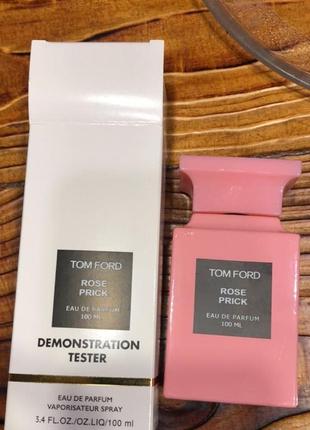 TOM FORD
ROSE
PRICK
EAU DE PARFUM
100 ML
DEMONSTRATION
TESTER
EAU DE PARFUM
VAPORISATEUR SPRAY
3.4 FL.OZ./OZ.LIQ/100 ml
TOM FORD
ROSE
PRICK
EAU DE PARFUM
100 ML